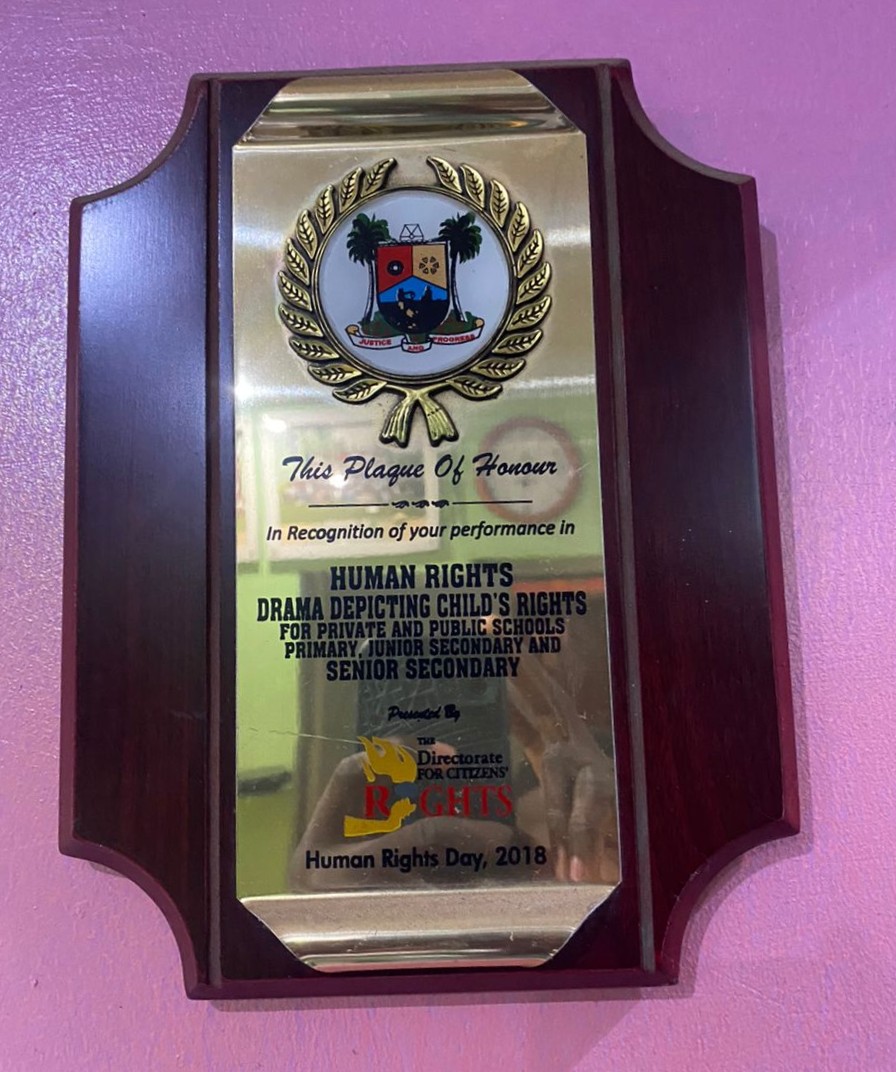 JUSTICE AND PROGRESS
This Plaque Of Honour
In Recognition of your performance in
HUMAN RIGHTS
DRAMA DEPICTING CHILD'S RIGHTS
FOR PRIVATE AND PUBLIC SCHOOLS
PRIMARY, JUNIOR SECONDARY AND
SENIOR SECONDARY
Presented By
THE
Directorate
FOR CITIZENS'
RIGHTS
Human Rights Day, 2018